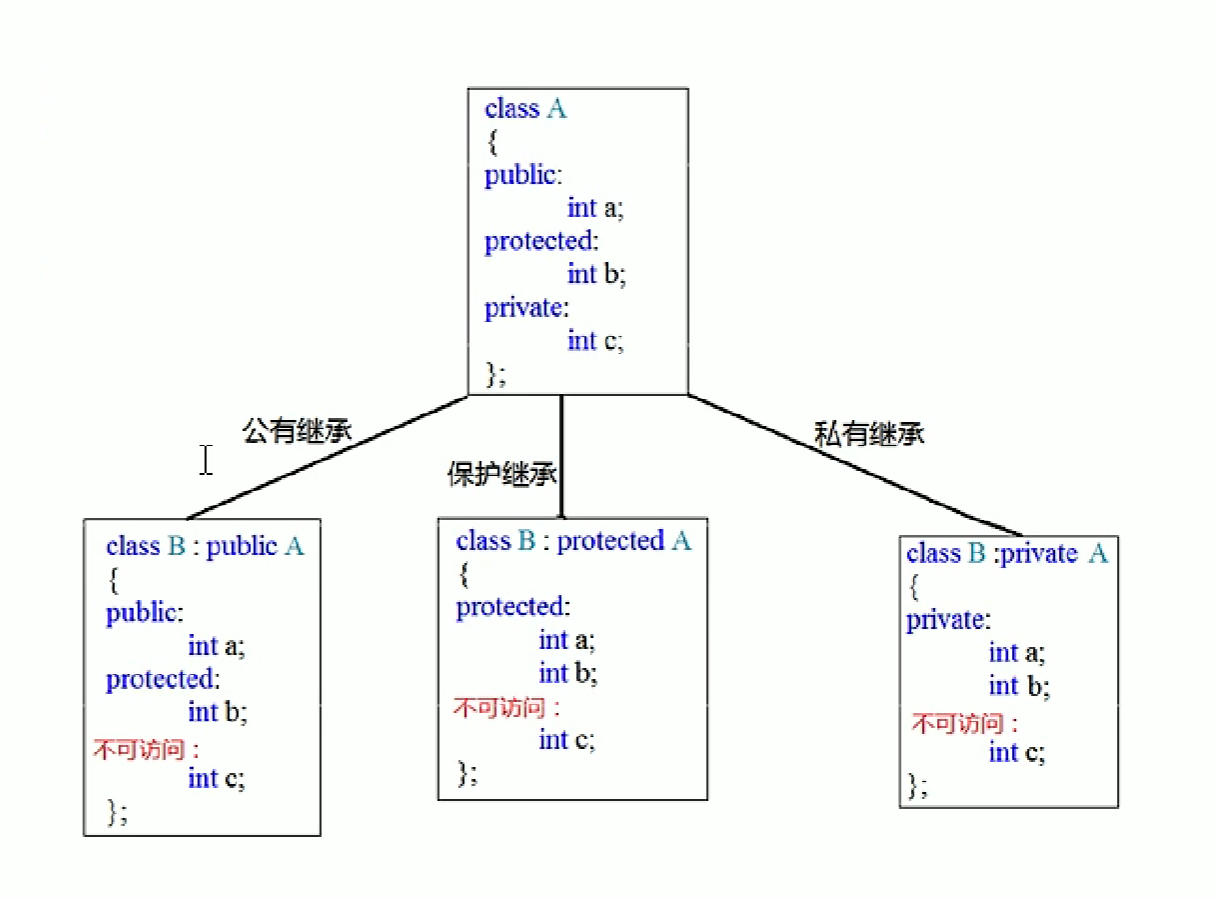 class A
{
public:
int a;
protected:
int b;
private:
int c;
};
公有继承
保护继承
私有继承
class B : public A
{
public:
int a;
protected:
int b;
不可访问：
int c;
};
class B : protected A
{
protected:
int a;
int b;
不可访问：
int c;
};
class B :private A
{
private:
int a;
int b;
不可访问：
int c;
};